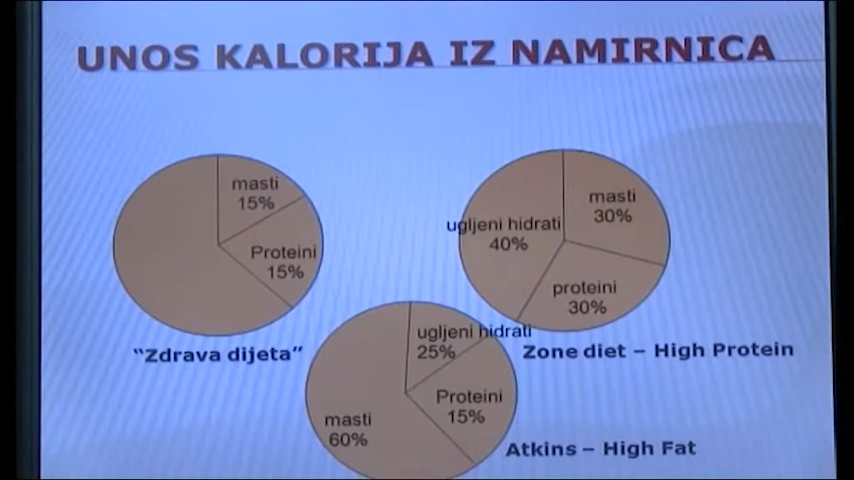 UNOS KALORIJA IZ NAMIRNICA
masti
15%
Proteini
15%
"Zdrava dijeta"
masti
30%
ugljeni hidrati
40%
proteini
30%
Zone diet – High Protein
ugljeni hidrati
25%
Proteini
15%
masti
60%
Atkins – High Fat